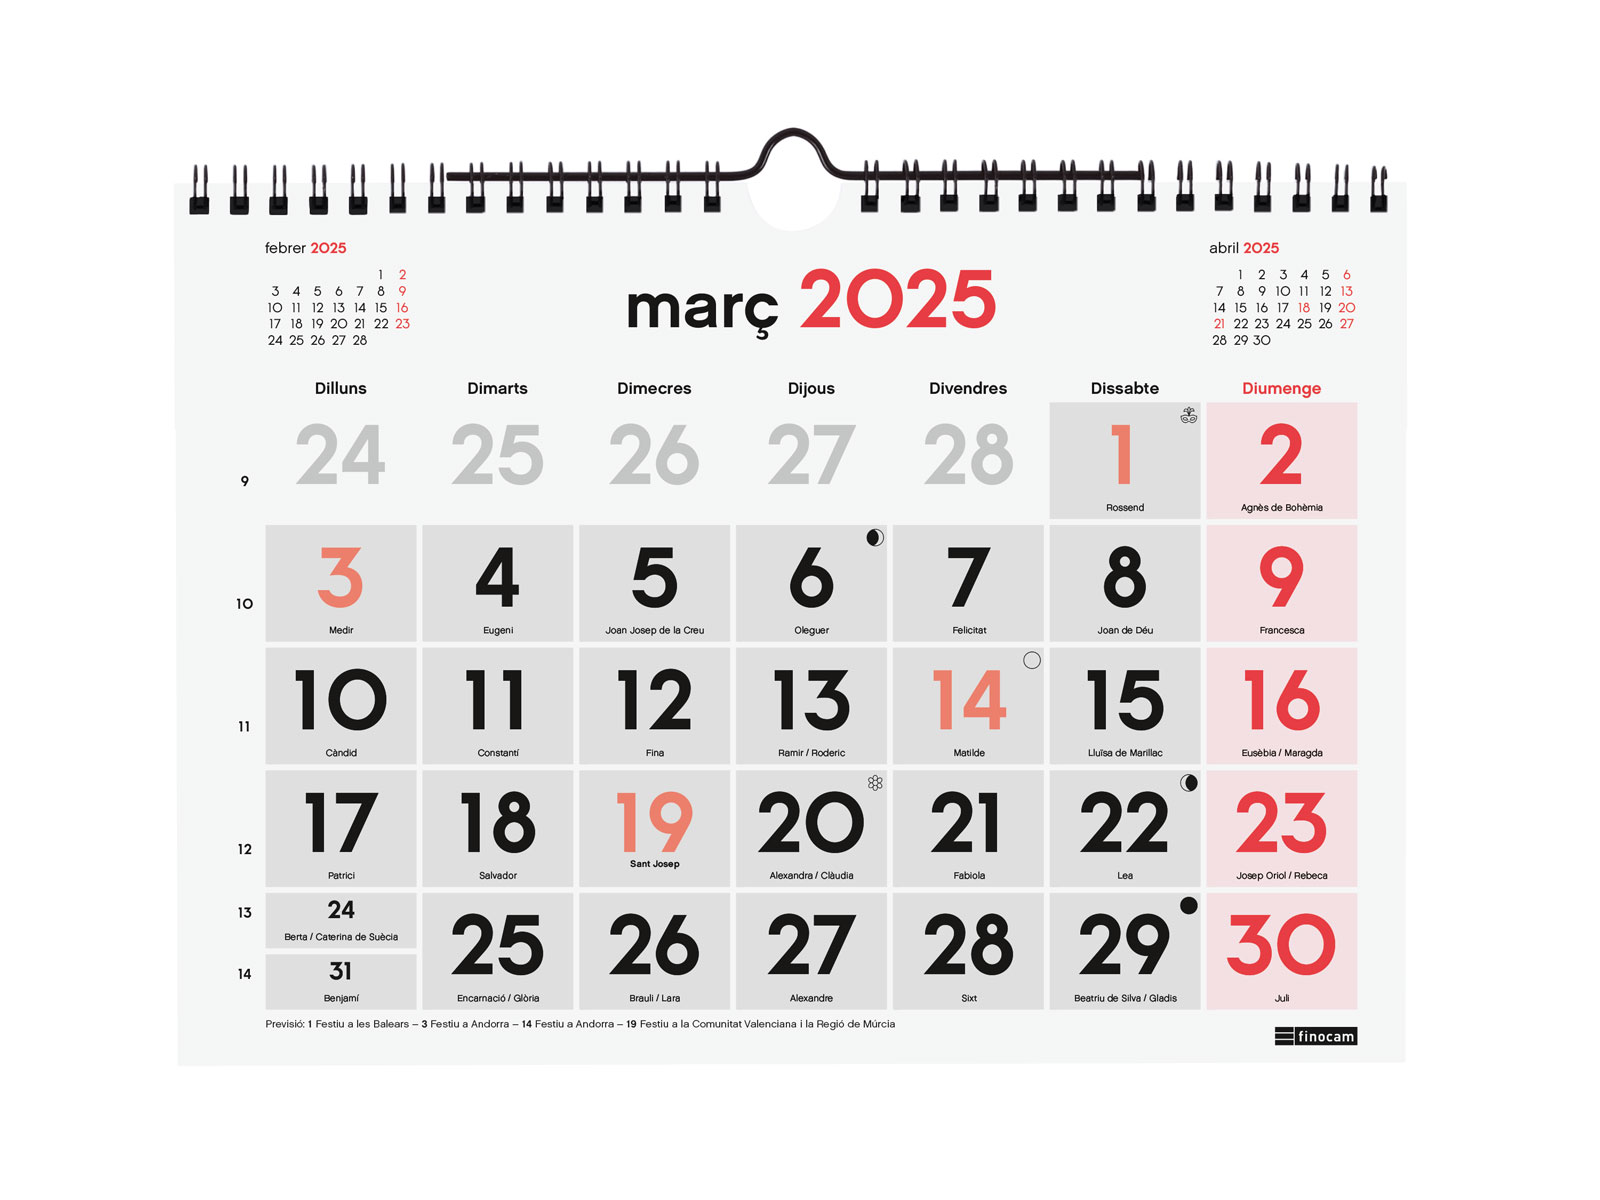 febrer 2025
1 2
3 4 5 6 7 8 9
10 11 12 13 14 15 16
17 18 19 20 21 22 23
24 25 26 27 28
març 2025
abril 2025
1 2 3 4 5 6
7 8 9 10 11 12 13
14 15 16 17 18 19 20
21 22 23 24 25 26 27
28 29 30
Dilluns Dimarts Dimecres Dijous Divendres Dissabte Diumenge
9 24 25 26 27 28 1 2
Rossend Agnès de Bohèmia
10 3 4 5 6 7 8 9
Medir Eugeni Joan Josep de la Creu Oleguer Felicitat Joan de Déu Francesca
11 10 11 12 13 14 15 16
Càndid Constantí Fina Ramir / Roderic Matilde Lluïsa de Marillac Eusèbia / Maragda
12 17 18 19 20 21 22 23
Patrici Salvador Sant Josep Alexandra / Clàudia Fabiola Lea Josep Oriol / Rebeca
13 24
Berta / Caterina de Suècia
25 26 27 28 29 30
14 31
Benjamí Encarnació / Glòria Brauli / Lara Alexandre Sixt Beatriu de Silva / Gladis Juli
Previsió: 1 Festiu a les Balears – 3 Festiu a Andorra – 14 Festiu a Andorra – 19 Festiu a la Comunitat Valenciana i la Regió de Múrcia
finocam